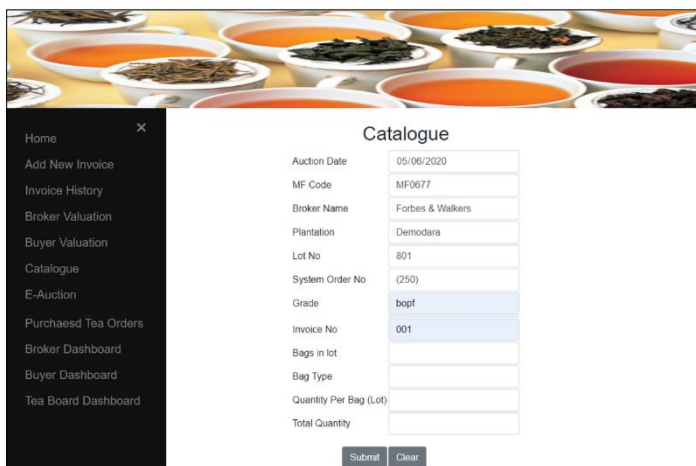 ×
Home
Add New Invoice
Invoice History
Broker Valuation
Buyer Valuation
Catalogue
E-Auction
Purchaesd Tea Orders
Broker Dashboard
Buyer Dashboard
Tea Board Dashboard
Catalogue
Auction Date 05/06/2020
MF Code MF0677
Broker Name Forbes & Walkers
Plantation Demodara
Lot No 801
System Order No (250)
Grade bopf
Invoice No 001
Bags in lot
Bag Type
Quantity Per Bag (Lot)
Total Quantity
Submit Clear